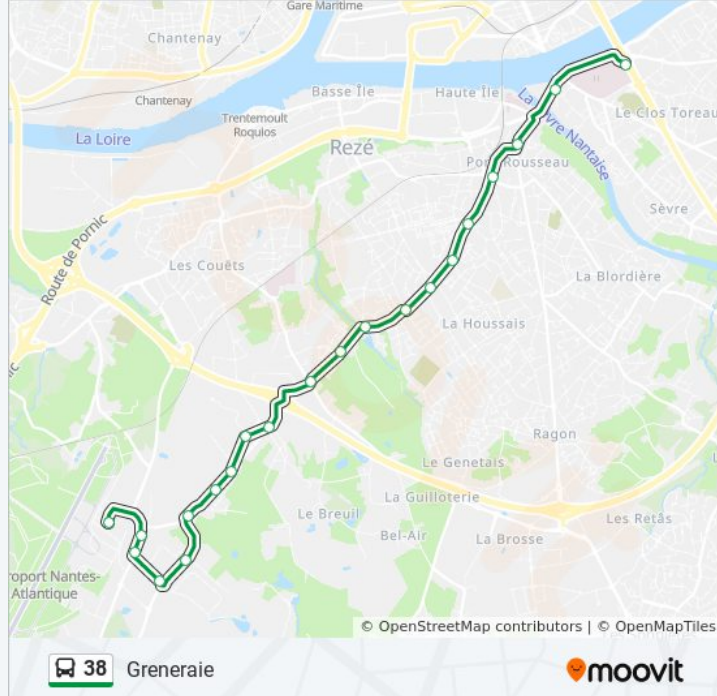 Gare Maritime
Chantenay
Chantenay
Basse Île
Haute Île
La Sèvre Nantaise
Le Clos Toreau
Trentemoult
Roquios
La Loire
Rezé
Pont Rousseau
Sèvre
Route de Pornic
Les Couëts
La Blordière
La Houssais
ic
Ragon
Le Genetais
La Guilloterie
Le Breuil
Les Retâs
Bel-Air
La Brosse
roport Nantes-
Atlantique
© OpenStreetMap contributors | © OpenMapTiles
38 Greneraie
moovit